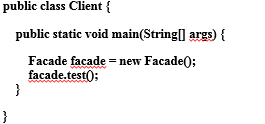 public class Client {
public static void main(String[] args) {
Facade facade = new Facade();
facade.test();
}
}